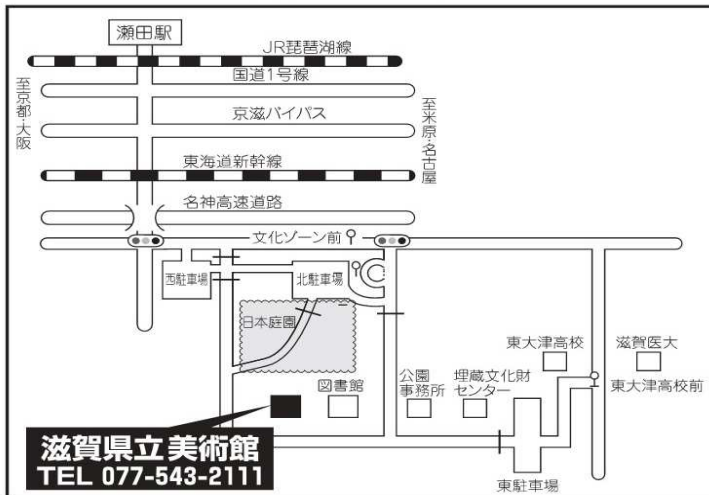 瀬田駅
JR琵琶湖線
国道1号線
至京都・大阪
京滋バイパス
至米原・名古屋
東海道新幹線
名神高速道路
文化ゾーン前
西駐車場
北駐車場
日本庭園
東大津高校
滋賀医大
図書館
公園
事務所
埋蔵文化財
センター
東大津高校前
滋賀県立美術館
TEL 077-543-2111
東駐車場